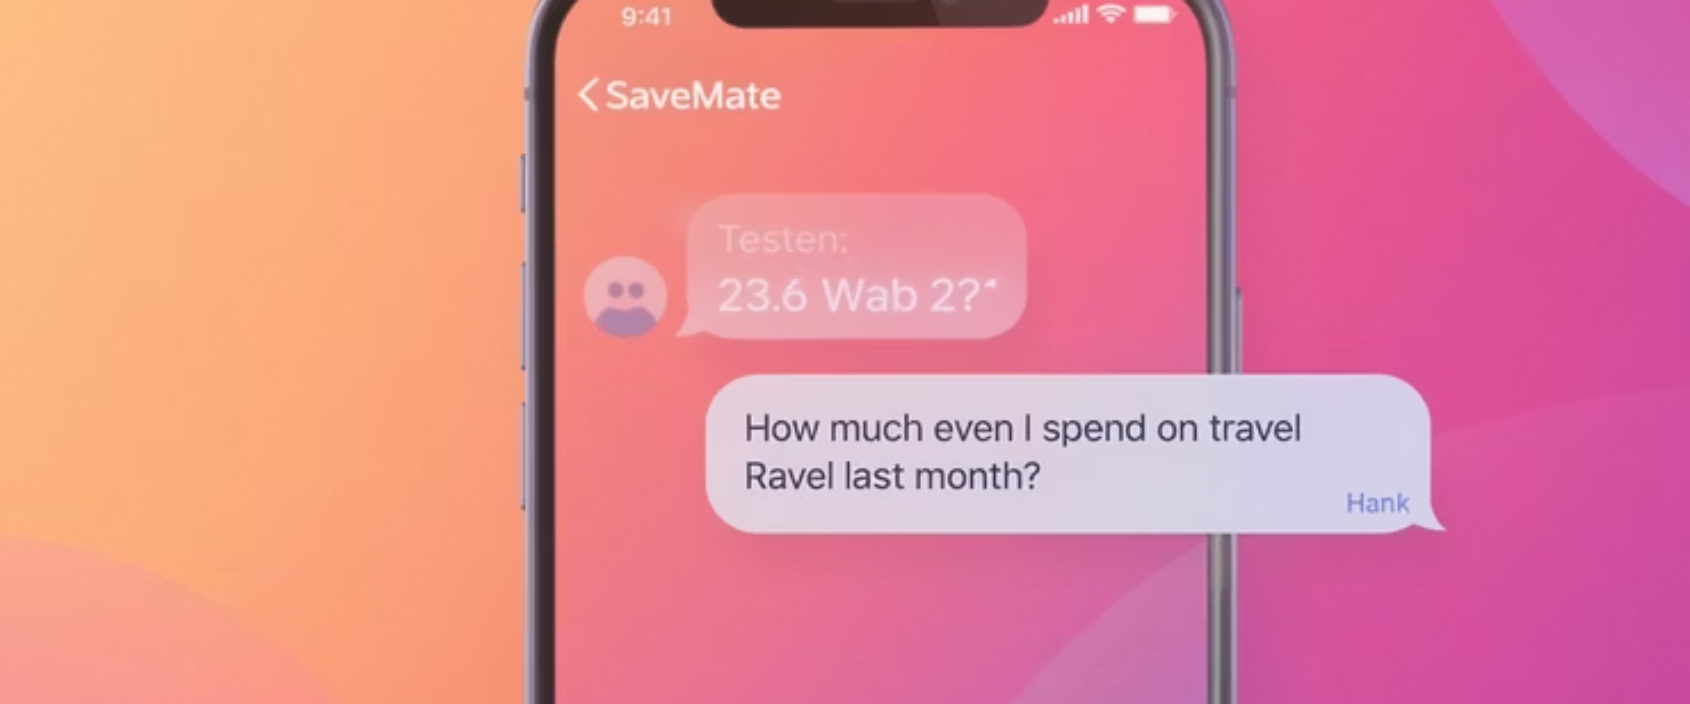 9:41
SaveMate
Testen:
23.6 Wab 2?
How much even I spend on travel
Ravel last month?
Hank